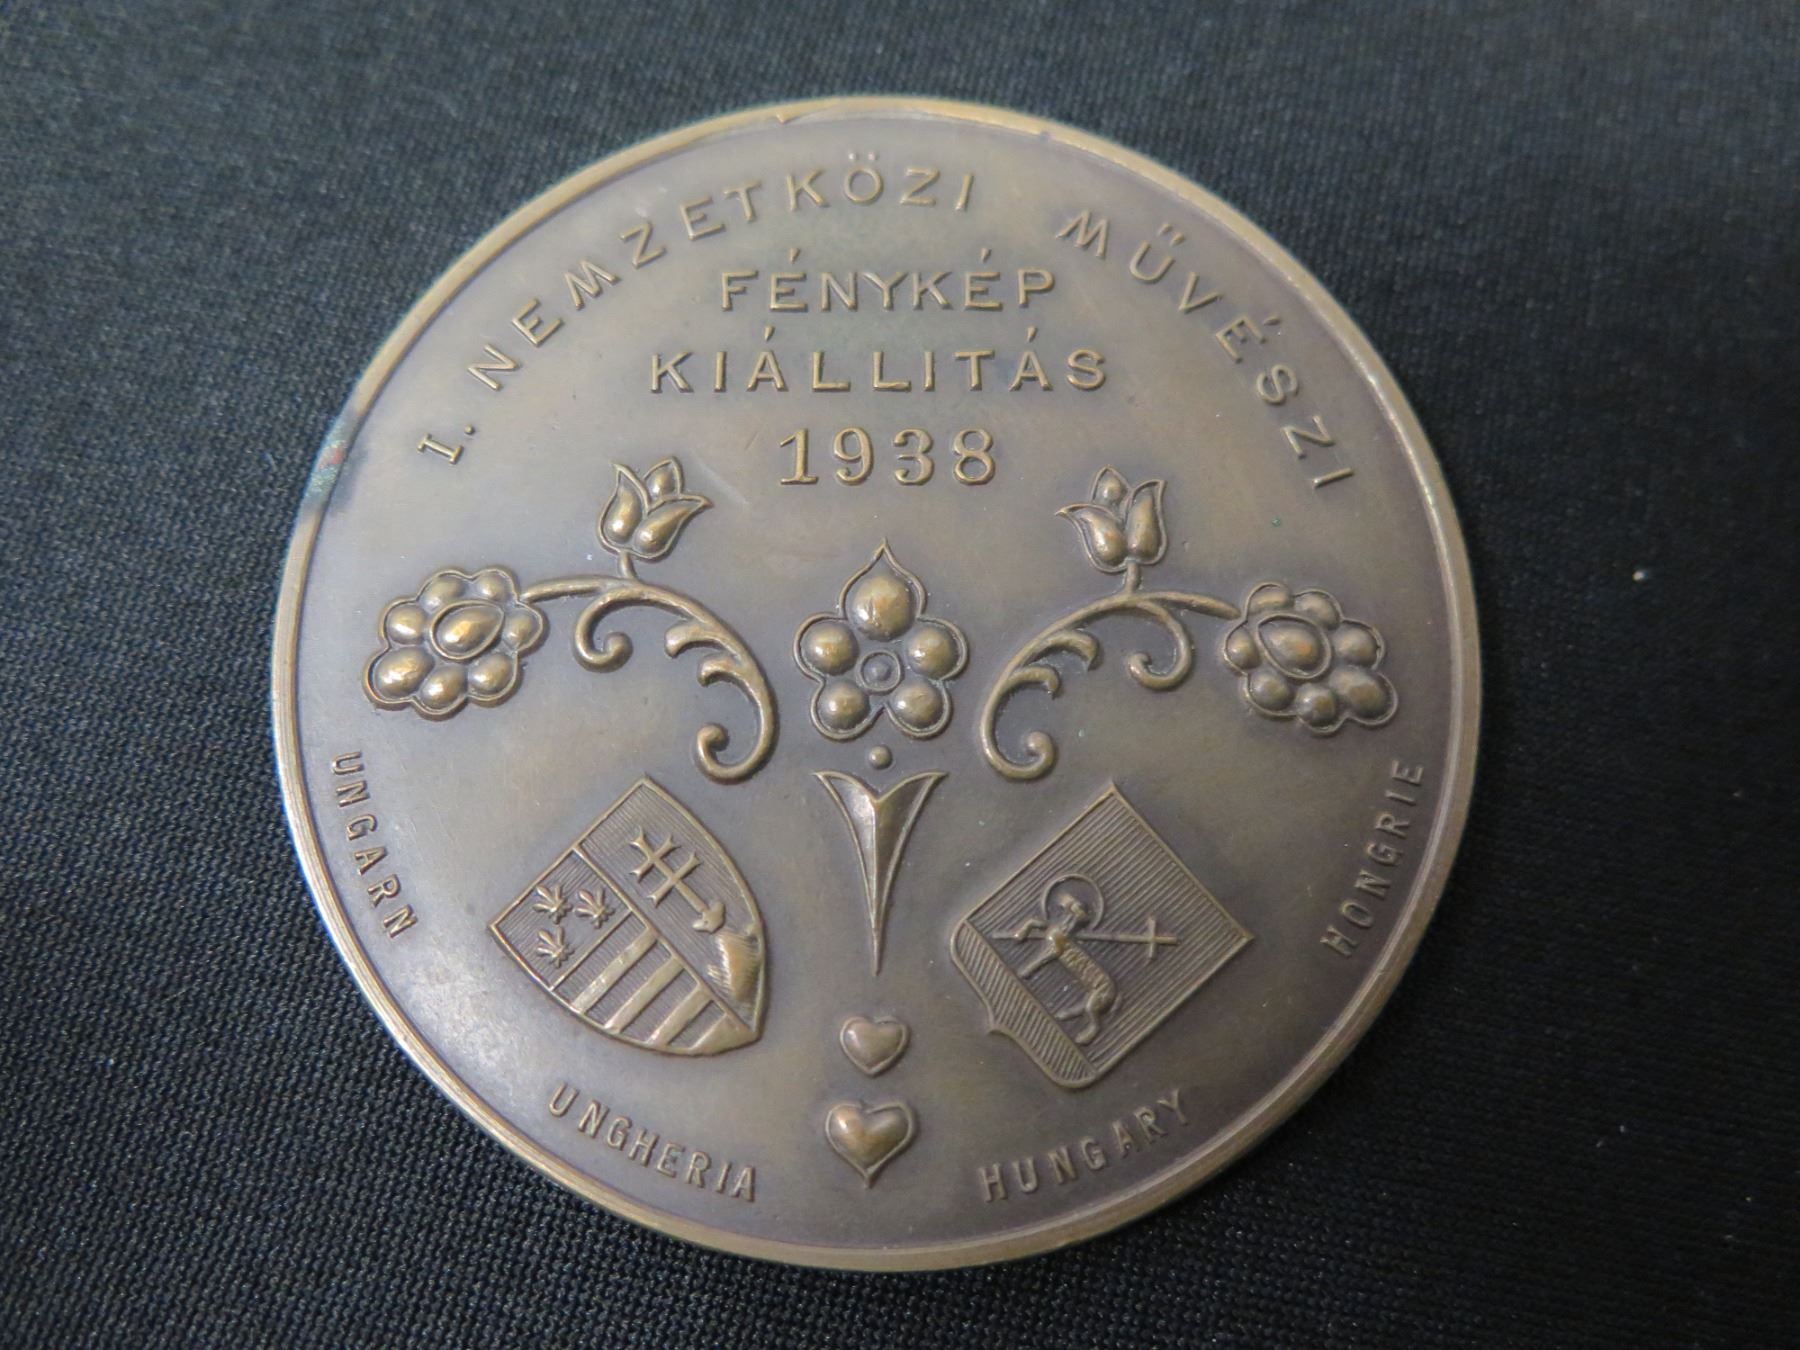 I. NEMZETKÖZI MŰVÉSZI
FÉNYKÉP
KIÁLLITÁS
1938
UNGARN
UNGHERIA
HUNGARY
HONGRIE